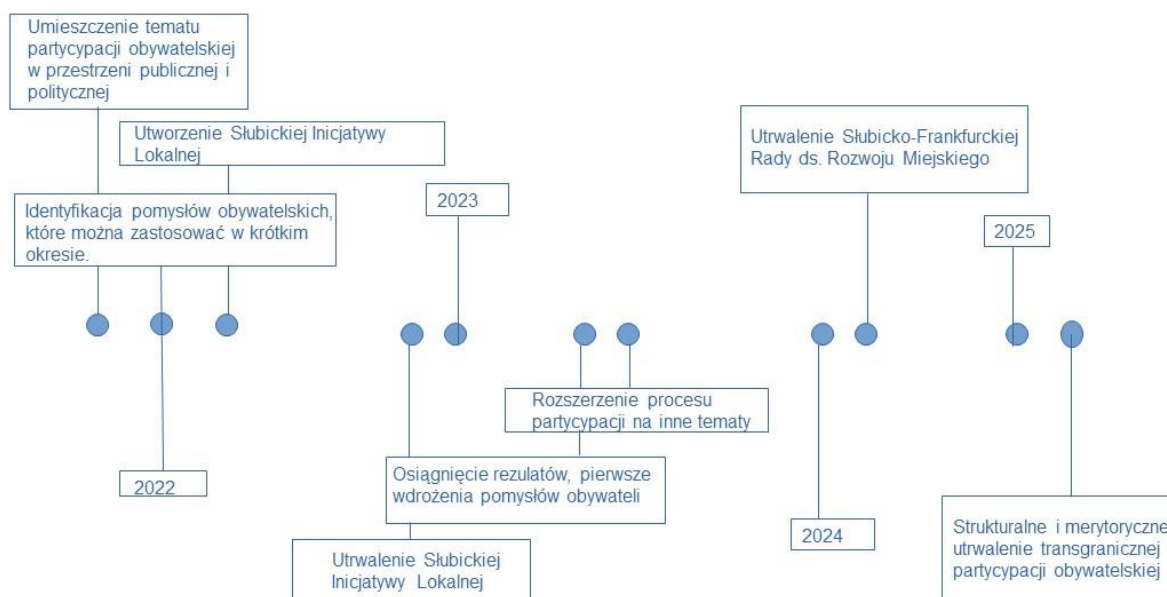 Umieszczenie tematu
partycypacji obywatelskiej
w przestrzeni publicznej i
politycznej
Utworzenie Słubickiej Inicjatywy
Lokalnej
Identyfikacja pomysłów obywatelskich,
które można zastosować w krótkim
okresie.
2022
2023
Rozszerzenie procesu
partycypacji na inne tematy
Osiągnięcie rezulatów, pierwsze
wdrożenia pomysłów obywateli
Utrwalenie Słubickiej
Inicjatywy Lokalnej
Utrwalenie Słubicko-Frankfurckiej
Rady ds. Rozwoju Miejskiego
2024
2025
Strukturalne i merytoryczne
utrwalenie transgranicznej
partycypacji obywatelskiej